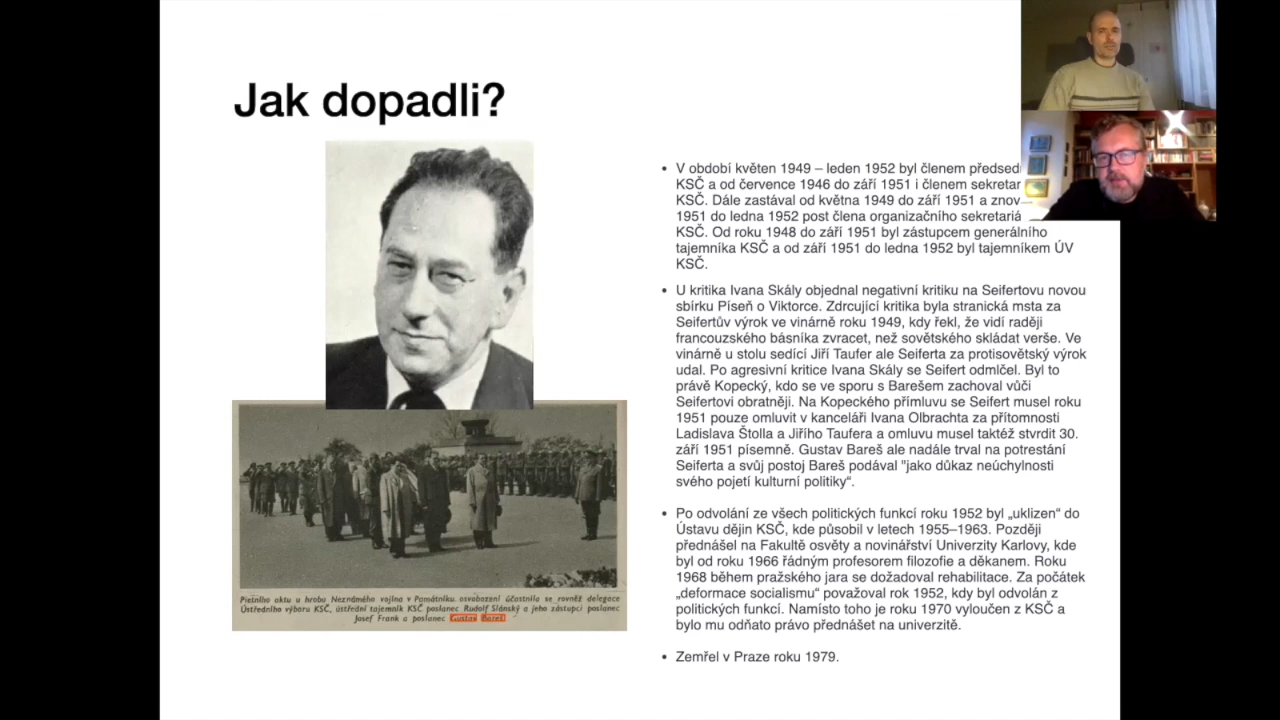 Jak dopadli?
• V období květen 1949 – leden 1952 byl členem
KSČ a od července 1946 do září 1951 i členem
KSČ. Dále zastával od května 1949 do září 1951 a
1951 do ledna 1952 post člena organizačního
KSČ. Od roku 1948 do září 1951 byl zástupcem generálního
tajemníka KSČ a od září 1951 do ledna 1952 byl tajemníkem ÚV
KSČ.
• U kritika Ivana Skály objednal negativní kritiku na Seifertovu novou
sbírku Píseň o Viktorce. Zdrcující kritika byla stranická msta za
Seifertův výrok ve vinárně roku 1949, kdy řekl, že vidí raději
francouzského básníka zvracet, než sovětského skládat verše. Ve
vinárně u stolu sedící Jiří Taufer ale Seiferta za protisovětský výrok
udal. Po agresivní kritice Ivana Skály se Seifert odmlčel. Byl to
právě Kopecký, kdo se ve sporu s Barešem zachoval vůči
Seifertovi obratněji. Na Kopeckého přímluvu se Seifert musel roku
1951 pouze omluvit v kanceláři Ivana Olbrachta za přítomnosti
Ladislava Štolla a Jiřího Taufera a omluvu musel taktéž stvrdit 30.
září 1951 písemně. Gustav Bareš ale nadále trval na potrestání
Seiferta a svůj postoj Bareš podával "jako důkaz neúchylnosti
svého pojetí kulturní politiky“.
• Po odvolání ze všech politických funkcí roku 1952 byl „uklizen“ do
Ústavu dějin KSČ, kde působil v letech 1955–1963. Později
přednášel na Fakultě osvěty a novinářství Univerzity Karlovy, kde
byl od roku 1966 řádným profesorem filozofie a děkanem. Roku
1968 během pražského jara se dožadoval rehabilitace. Za počátek
„deformace socialismu“ považoval rok 1952, kdy byl odvolán z
politických funkcí. Namísto toho je roku 1970 vyloučen z KSČ a
bylo mu odňato právo přednášet na univerzitě.
• Zemřel v Praze roku 1979.
Pietního aktu u hrobu Neznámého vojína v Památníku osvobození účastnila se rovněž delegace
Ústředního výboru KSČ, ústřední tajemník KSČ poslanec Rudolf Slánský a jeho zástupci poslanec
Josef Frank a poslanec Gustav Bareš